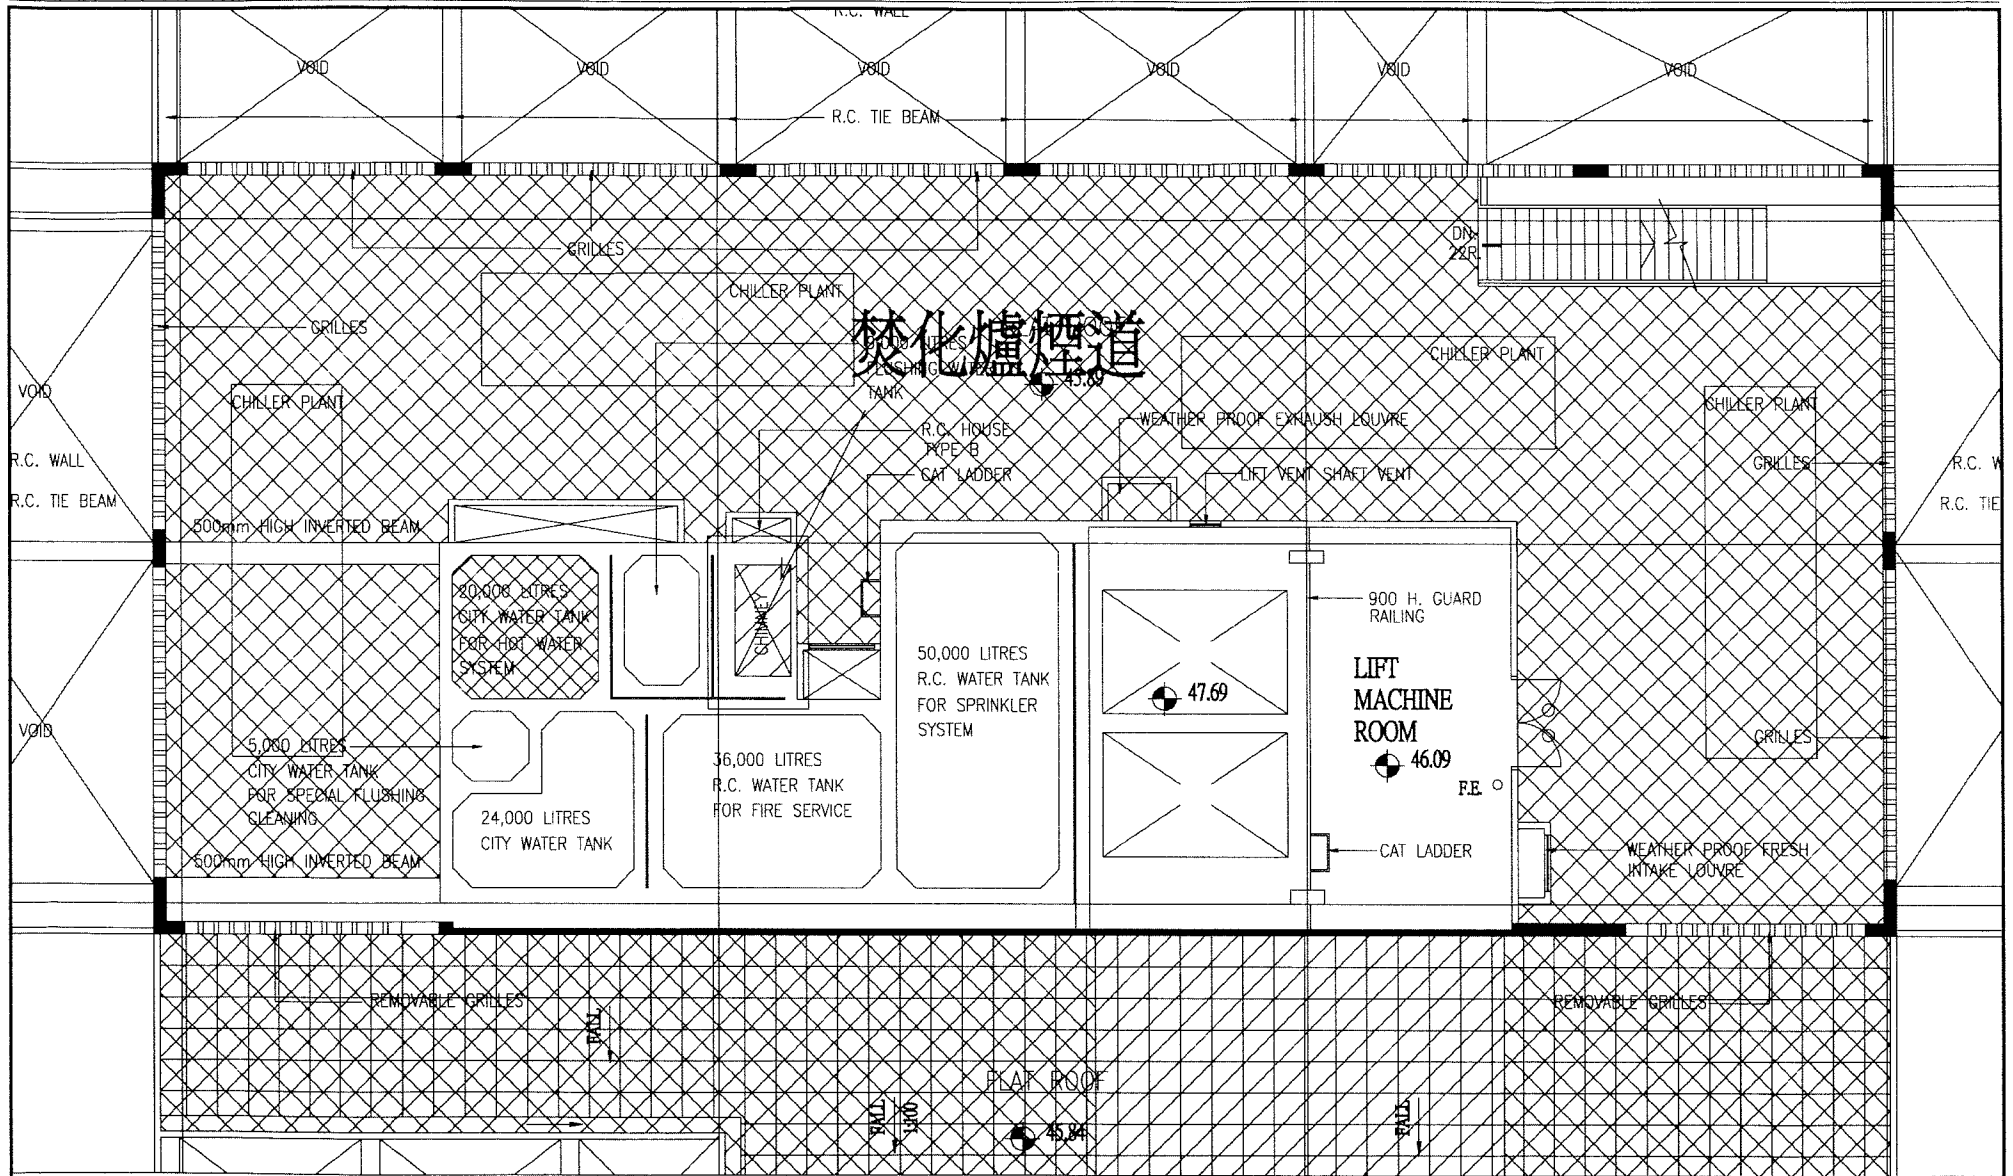 R.C. WALL
VOID
VOID
VOID
VOID
VOID
VOID
R.C. TIE BEAM
GRILLES
DN.
22R.
CHILLER PLANT
GRILLES
焚化爐煙道
LITRES
FLUSHING WATER
TANK
45.89
CHILLER PLANT
VOID
CHILLER PLANT
CHILLER PLANT
R.C. HOUSE
TYPE B
WEATHER PROOF EXHAUSH LOUVRE
R.C. WALL
R.C. TIE BEAM
CAT LADDER
LIFT VENT SHAFT VENT
GRILLES
R.C. W
R.C. TIE
500mm HIGH INVERTED BEAM
20,000 LITRES
CITY WATER TANK
FOR HOT WATER
SYSTEM
CHIMNEY
50,000 LITRES
R.C. WATER TANK
FOR SPRINKLER
SYSTEM
900 H. GUARD
RAILING
LIFT
MACHINE
ROOM
46.09
47.69
F.E.
VOID
GRILLES
5,000 LITRES
CITY WATER TANK
FOR SPECIAL FLUSHING
CLEANING
36,000 LITRES
R.C. WATER TANK
FOR FIRE SERVICE
24,000 LITRES
CITY WATER TANK
CAT LADDER
WEATHER PROOF FRESH
INTAKE LOUVRE
500mm HIGH INVERTED BEAM
REMOVABLE GRILLES
REMOVABLE GRILLES
FALL
FLAT ROOF
FALL
1:100
45.84
FALL